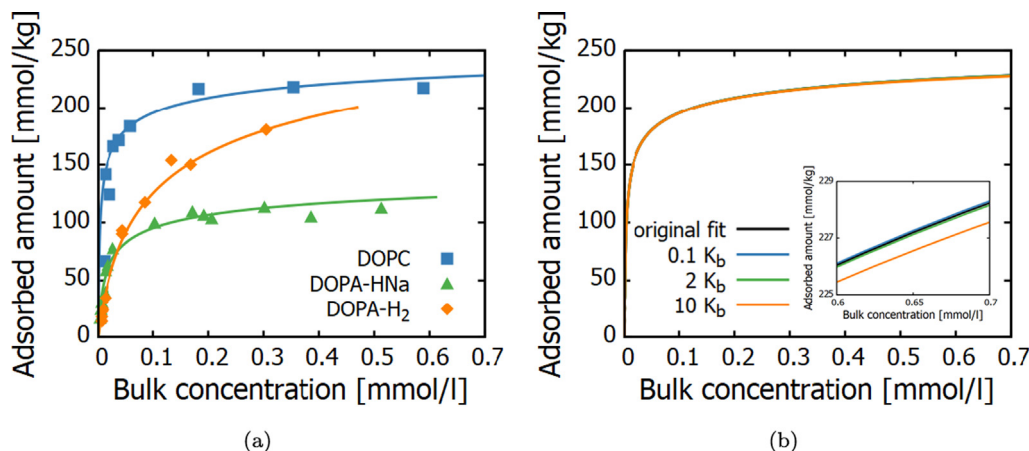 Adsorbed amount [mmol/kg]
250
200
150
100
50
0
0 0.1 0.2 0.3 0.4 0.5 0.6 0.7
Bulk concentration [mmol/l]
DOPC
DOPA-HNa
DOPA-H₂
(a)
Adsorbed amount [mmol/kg]
250
200
150
100
50
0
0 0.1 0.2 0.3 0.4 0.5 0.6 0.7
Bulk concentration [mmol/l]
original fit
0.1 K_b
2 K_b
10 K_b
Adsorbed amount [mmol/kg]
229
227
225
0.6 0.65 0.7
Bulk concentration [mmol/l]
(b)